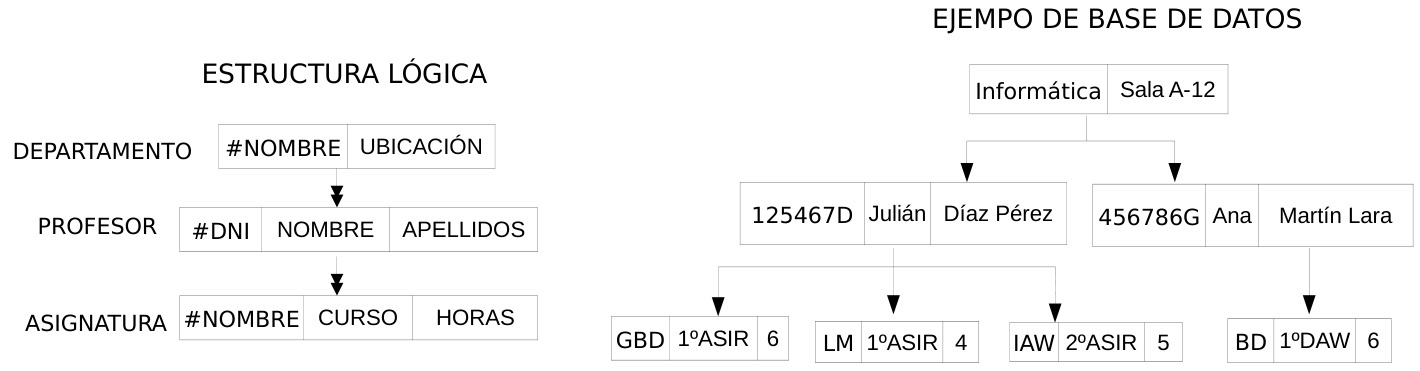 ESTRUCTURA LÓGICA
DEPARTAMENTO #NOMBRE UBICACIÓN
PROFESOR #DNI NOMBRE APELLIDOS
ASIGNATURA #NOMBRE CURSO HORAS
EJEMPO DE BASE DE DATOS
Informática Sala A-12
125467D Julián Díaz Pérez
456786G Ana Martín Lara
GBD 1ºASIR 6
LM 1ºASIR 4
IAW 2ºASIR 5
BD 1ºDAW 6